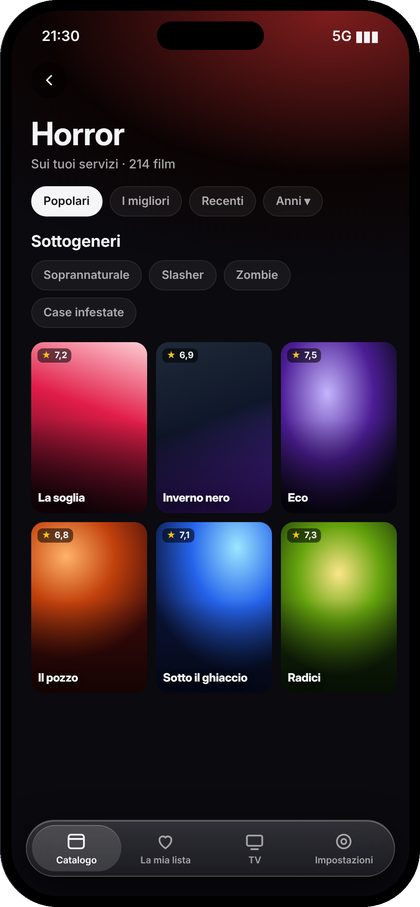 21:30 5G
Horror
Sui tuoi servizi · 214 film
Popolari I migliori Recenti Anni ▾
Sottogeneri
Soprannaturale Slasher Zombie
Case infestate
★ 7,2 ★ 6,9 ★ 7,5
La soglia Inverno nero Eco
★ 6,8 ★ 7,1 ★ 7,3
Il pozzo Sotto il ghiaccio Radici
Catalogo La mia lista TV Impostazioni